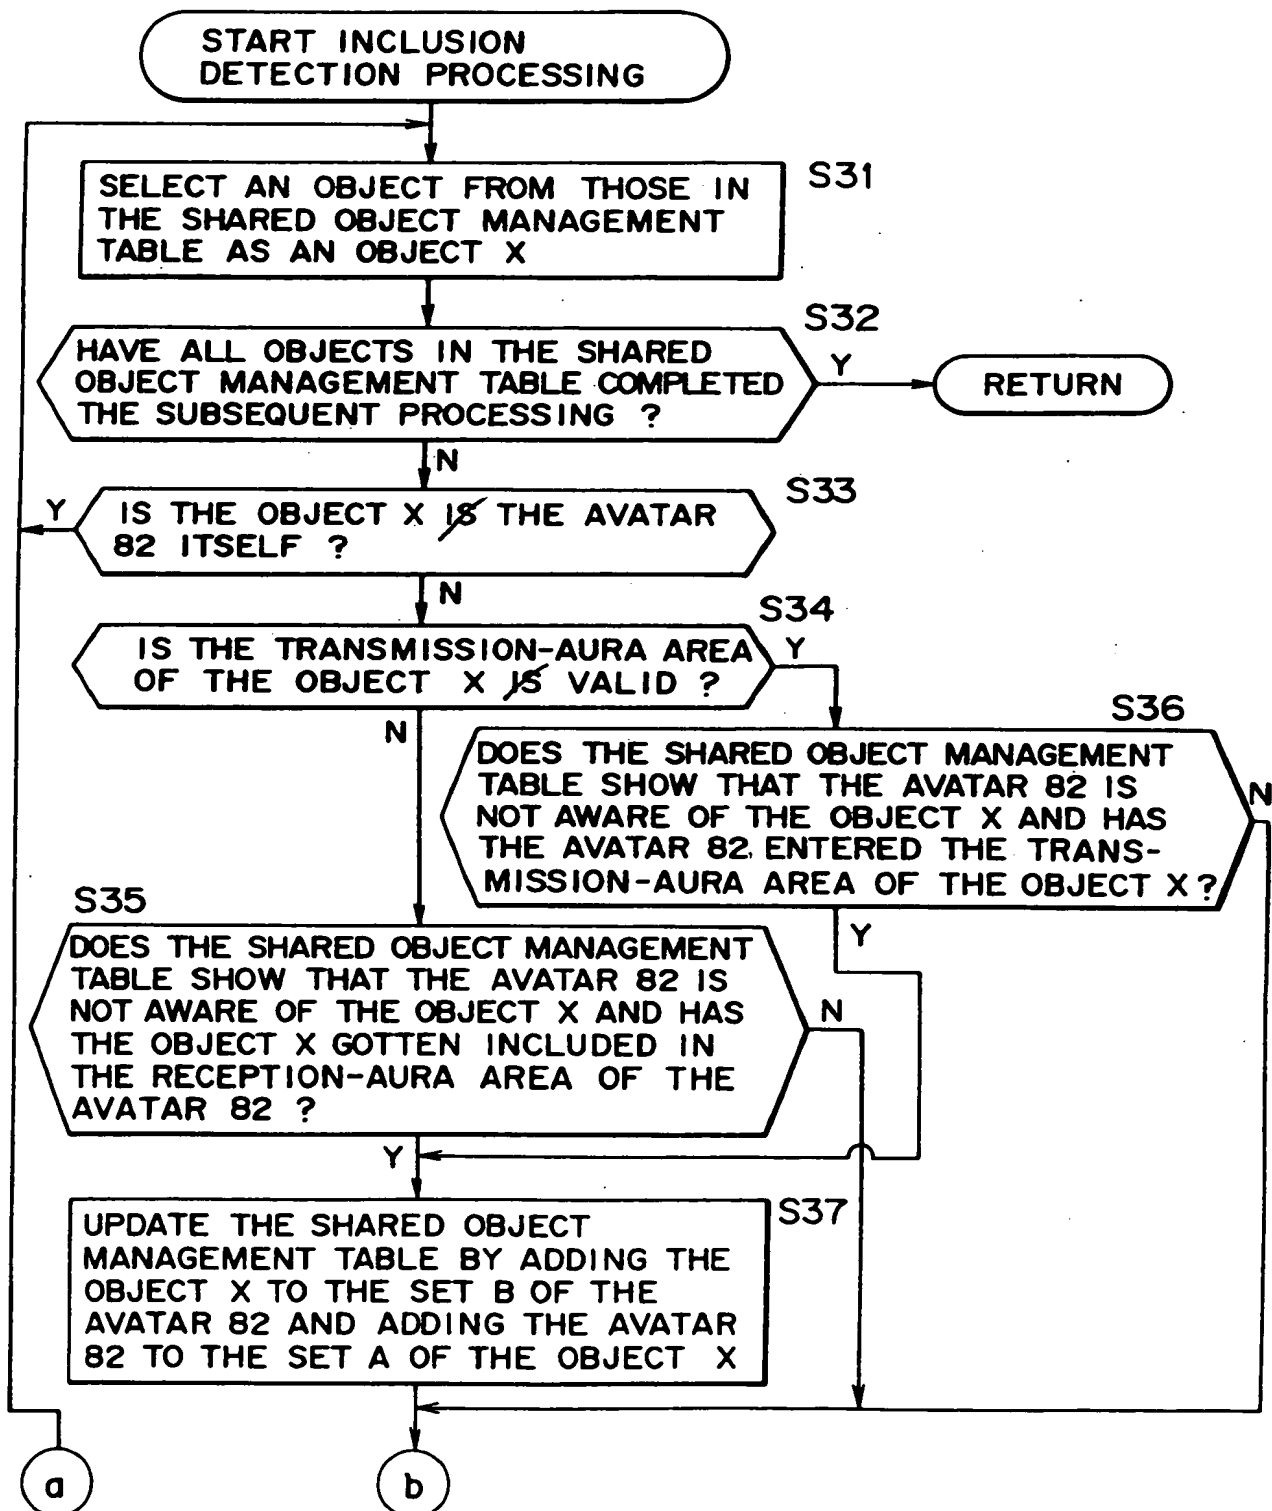 START INCLUSION
DETECTION PROCESSING
S31
SELECT AN OBJECT FROM THOSE IN
THE SHARED OBJECT MANAGEMENT
TABLE AS AN OBJECT X
S32
HAVE ALL OBJECTS IN THE SHARED
OBJECT MANAGEMENT TABLE COMPLETED
THE SUBSEQUENT PROCESSING ?
Y
RETURN
N
S33
Y
IS THE OBJECT X IS THE AVATAR
82 ITSELF ?
N
S34
IS THE TRANSMISSION-AURA AREA
OF THE OBJECT X IS VALID ?
Y
N
S36
DOES THE SHARED OBJECT MANAGEMENT
TABLE SHOW THAT THE AVATAR 82 IS
NOT AWARE OF THE OBJECT X AND HAS
THE AVATAR 82 ENTERED THE TRANS-
MISSION-AURA AREA OF THE OBJECT X ?
N
Y
S35
DOES THE SHARED OBJECT MANAGEMENT
TABLE SHOW THAT THE AVATAR 82 IS
NOT AWARE OF THE OBJECT X AND HAS
THE OBJECT X GOTTEN INCLUDED IN
THE RECEPTION-AURA AREA OF THE
AVATAR 82 ?
N
Y
S37
UPDATE THE SHARED OBJECT
MANAGEMENT TABLE BY ADDING THE
OBJECT X TO THE SET B OF THE
AVATAR 82 AND ADDING THE AVATAR
82 TO THE SET A OF THE OBJECT X
a
b